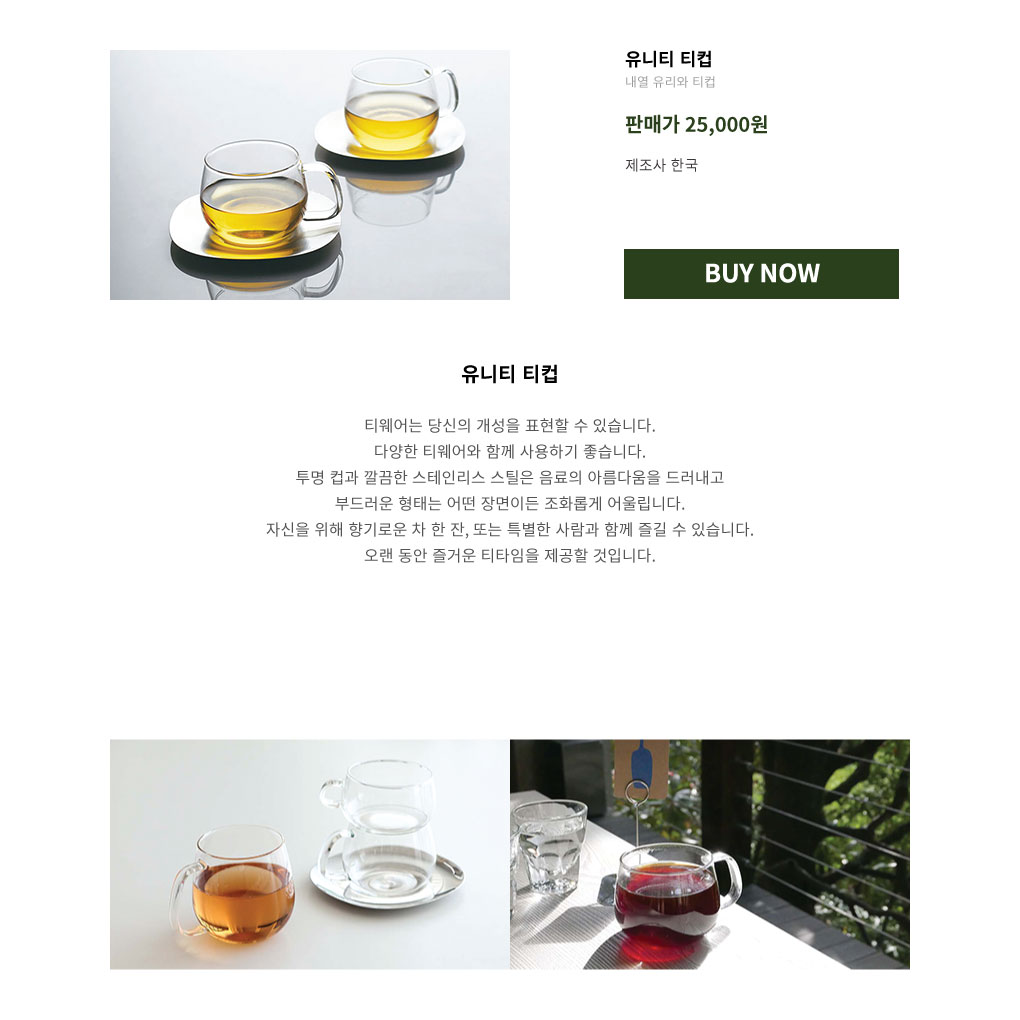 유니티 티컵
내열 유리와 티컵
판매가 25,000원
제조사 한국
BUY NOW
유니티 티컵
티웨어는 당신의 개성을 표현할 수 있습니다.
다양한 티웨어와 함께 사용하기 좋습니다.
투명 컵과 깔끔한 스테인리스 스틸은 음료의 아름다움을 드러내고
부드러운 형태는 어떤 장면이든 조화롭게 어울립니다.
자신을 위해 향기로운 차 한 잔, 또는 특별한 사람과 함께 즐길 수 있습니다.
오랜 동안 즐거운 티타임을 제공할 것입니다.